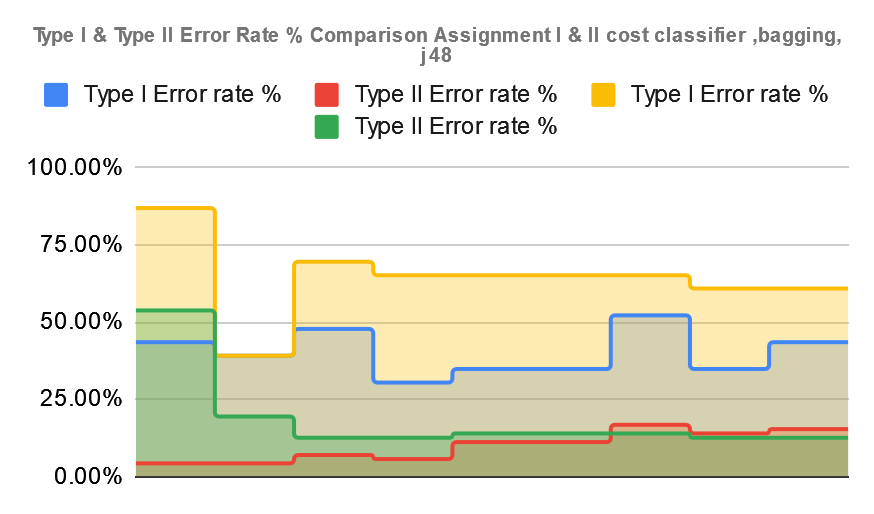 Type I & Type II Error Rate % Comparison Assignment I & II cost classifier ,bagging,
j48
Type I Error rate % Type II Error rate % Type I Error rate %
Type II Error rate %
100.00%
75.00%
50.00%
25.00%
0.00%